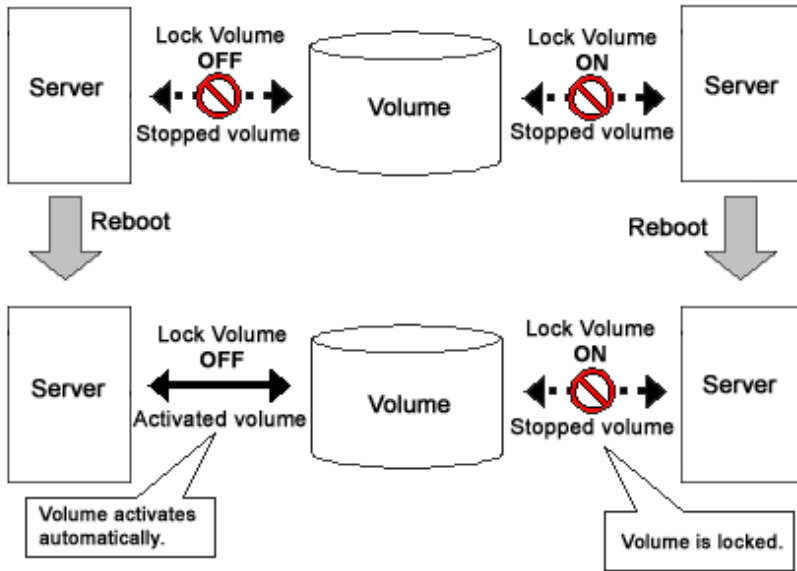 Lock Volume
OFF
Lock Volume
ON
Server
Volume
Server
Stopped volume
Stopped volume
Reboot
Reboot
Lock Volume
OFF
Lock Volume
ON
Server
Volume
Server
Activated volume
Stopped volume
Volume activates
automatically.
Volume is locked.